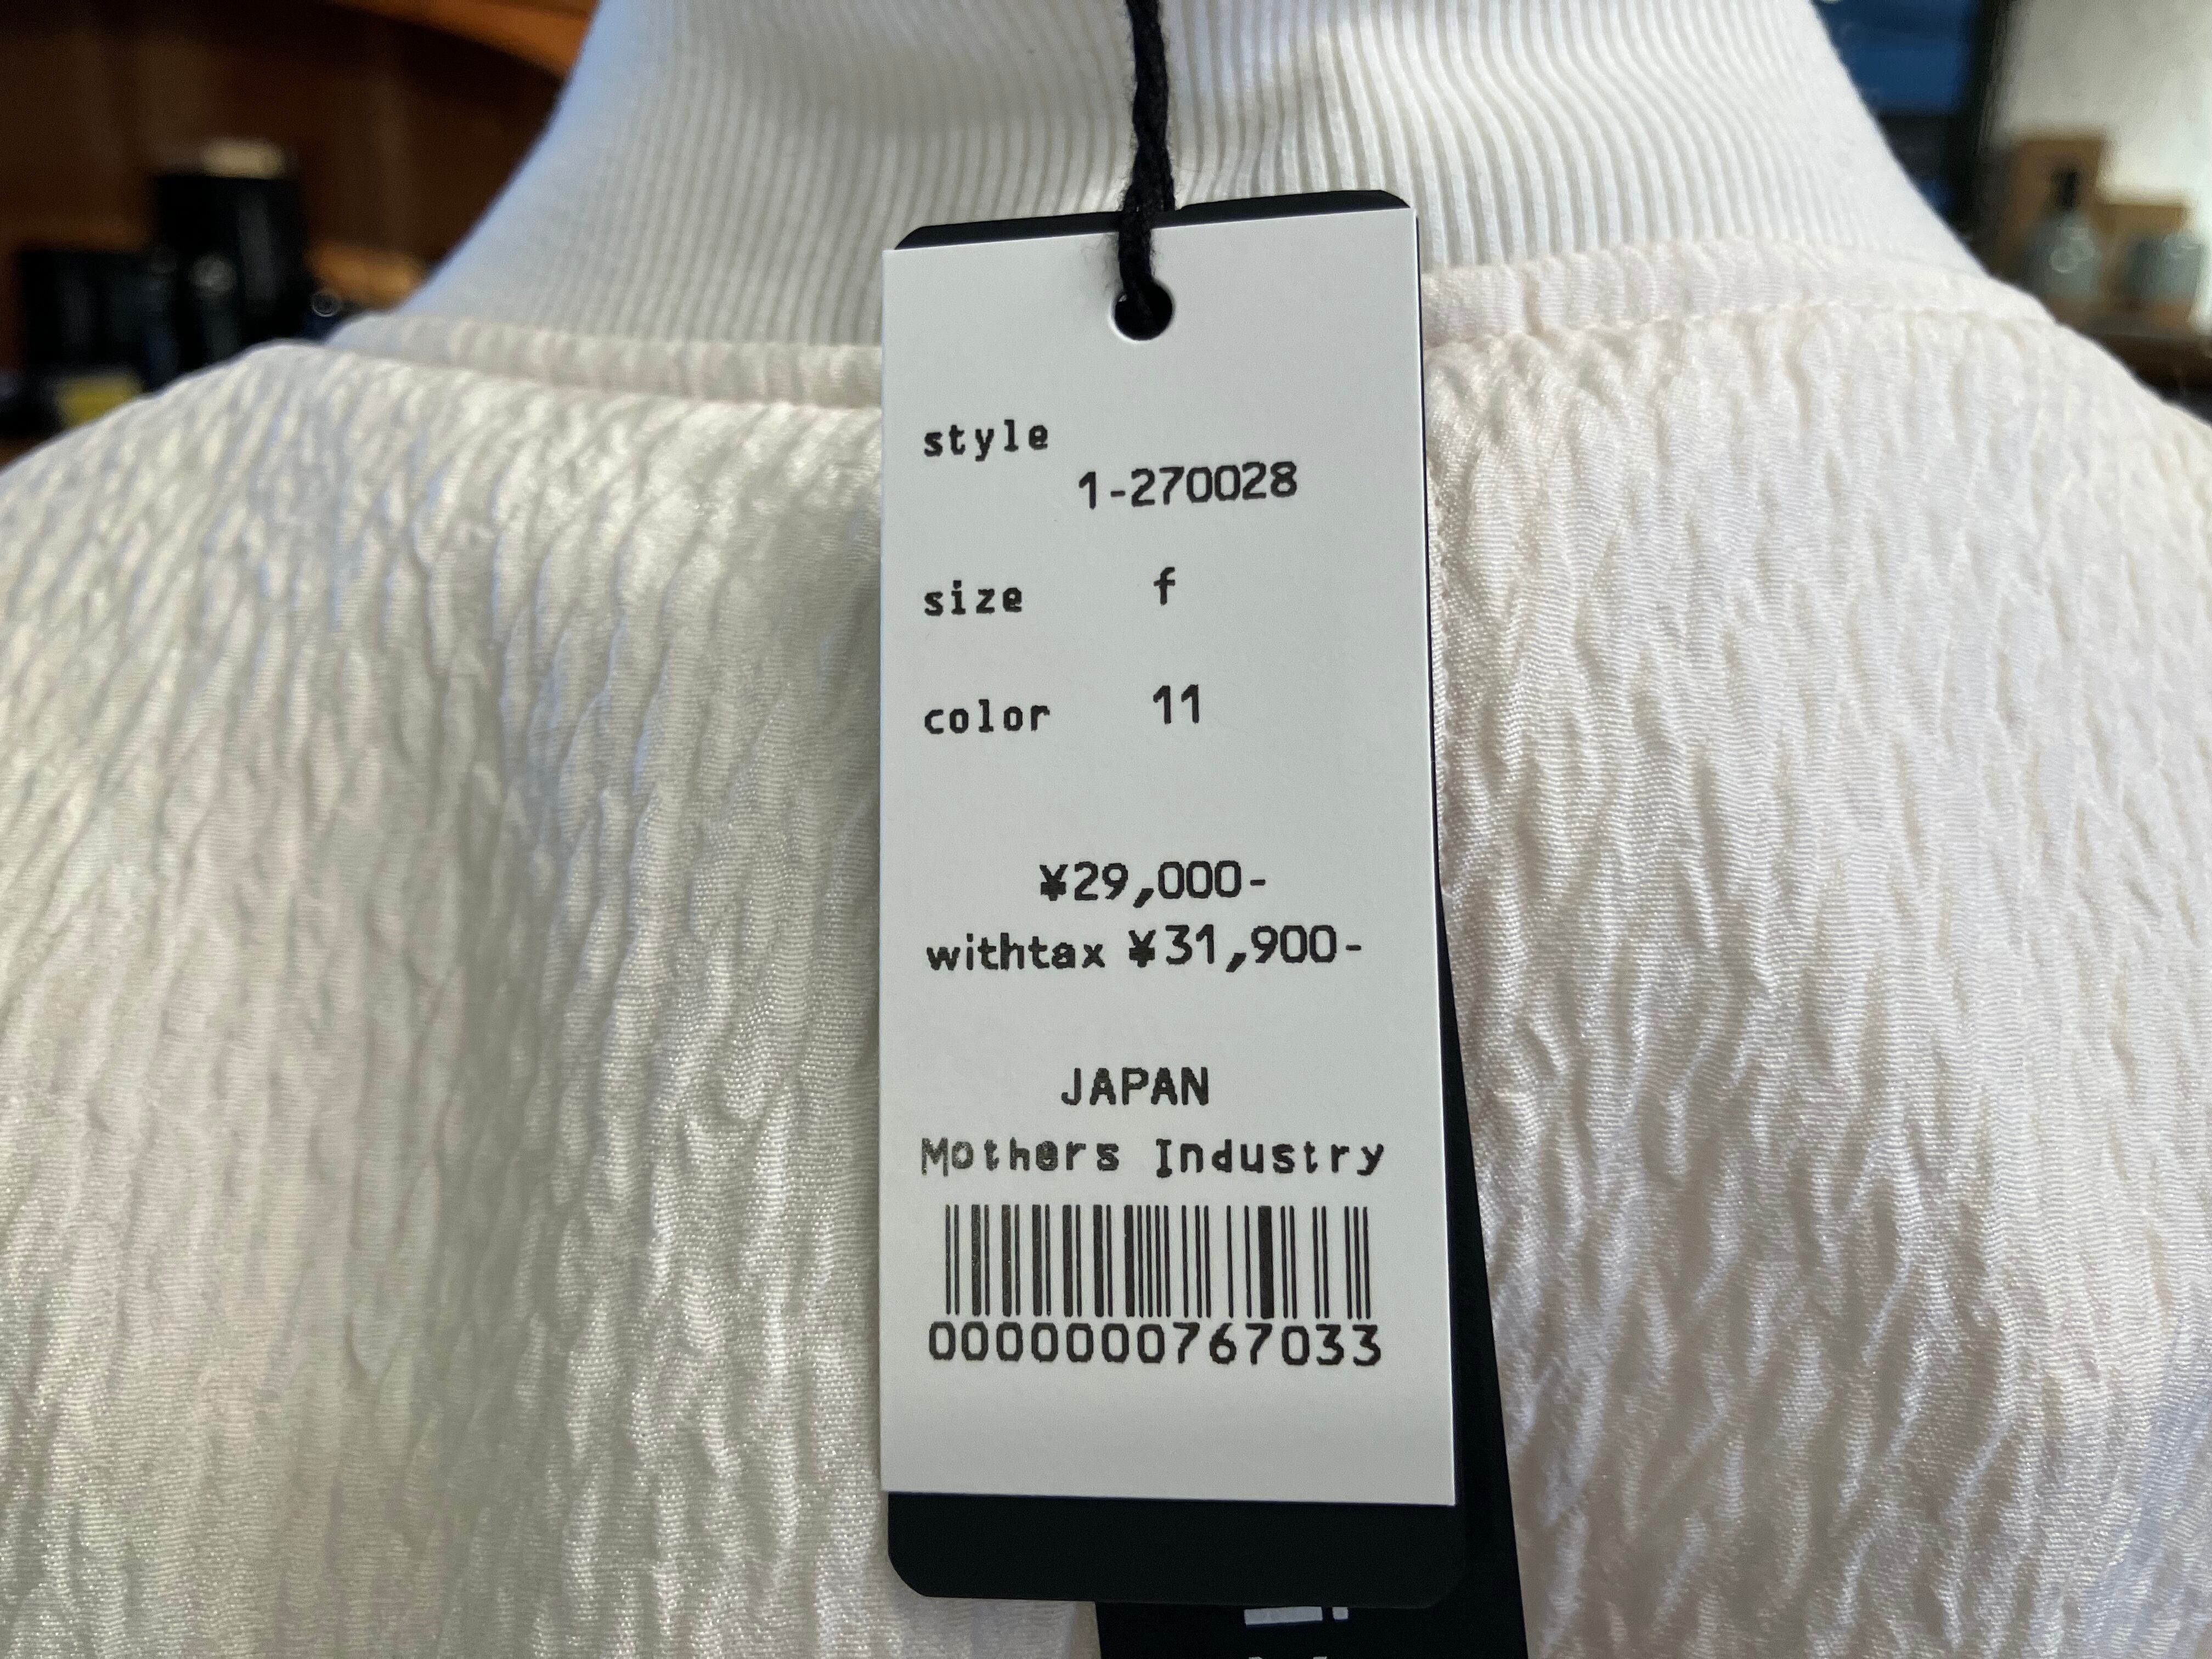 style
1-270028
size f
color 11
¥29,000-
withtax ¥31,900-
JAPAN
Mothers Industry
0000000767033